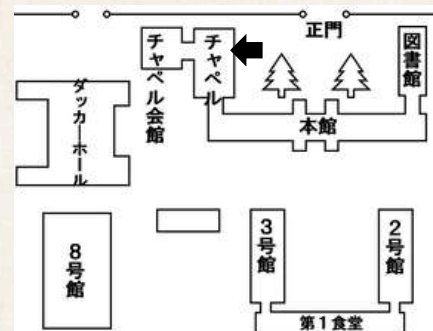 正門
図書館
チャペル
チャペル会館
本館
ダッカーホール
8号館
3号館
2号館
第1食堂